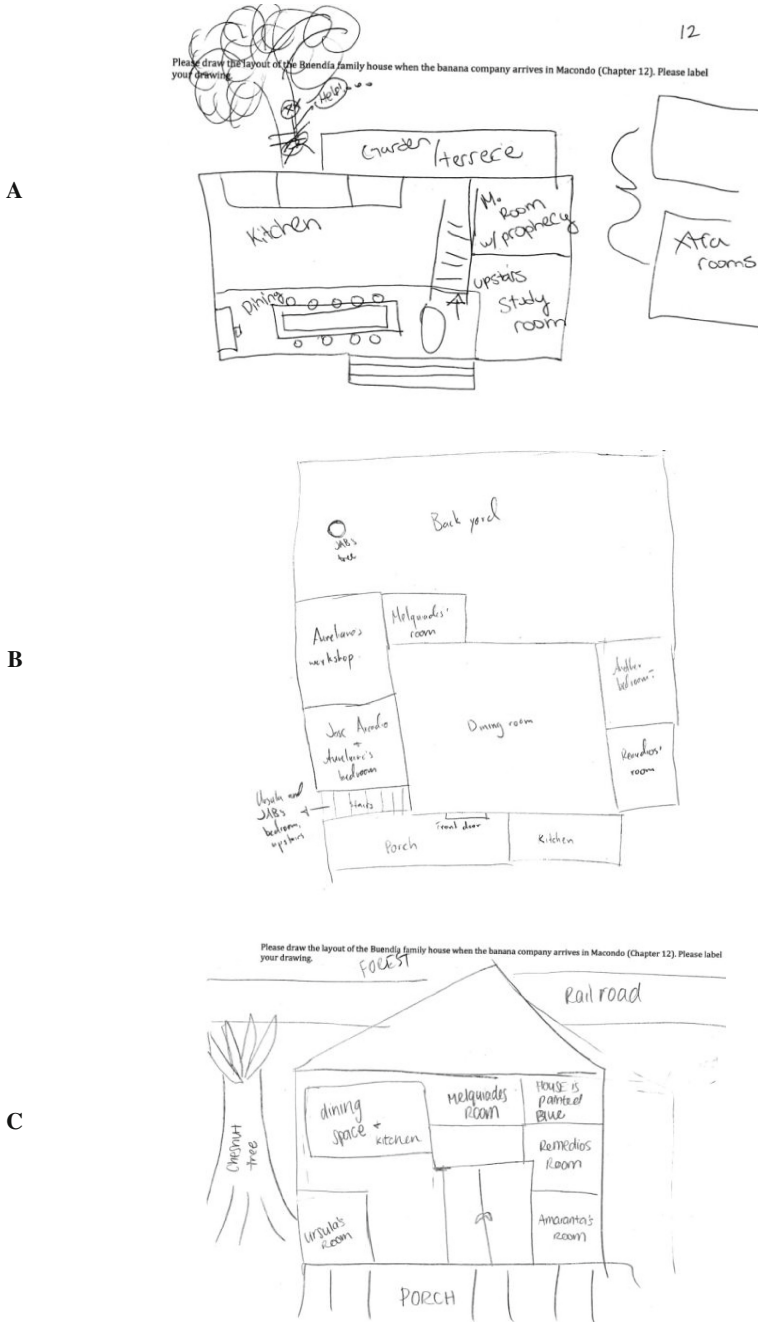 12
Please draw the layout of the Buendía family house when the banana company arrives in Macondo (Chapter 12). Please label
your drawing.
Help!
A
Garden/terrece
Kitchen
M.
Room
w/prophecy
Xtra
rooms
Dining
upstairs
Study
room
B
Back yard
JAB's
tree
Aureliano's
workshop
Melquiades'
room
Another
bedroom?
Dining room
Jose Arcadio
+
Aureliano's
bedroom
Remedios'
room
Ursula and
JAB's
bedroom,
upstairs
Stairs
Front door
Porch
Kitchen
Please draw the layout of the Buendía family house when the banana company arrives in Macondo (Chapter 12). Please label
your drawing.
FOREST
Railroad
C
Chesnut
tree
dining
space +
kitchen
Melquiades
Room
HOUSE is
painted
Blue
Remedios
Room
Ursula's
Room
Amaranta's
Room
PORCH